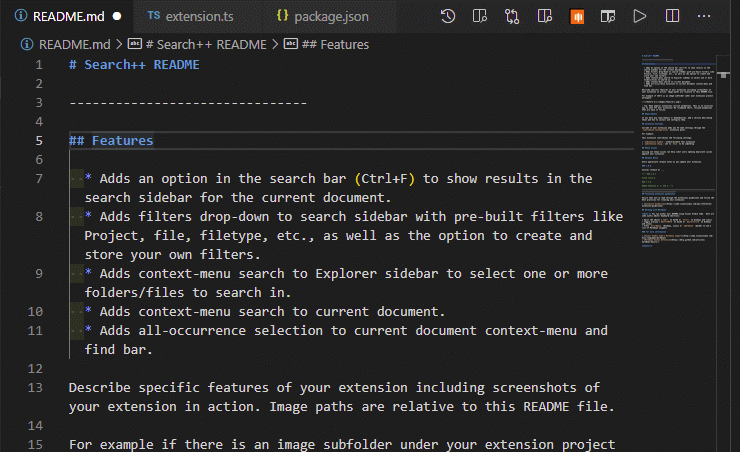 README.md
TS extension.ts
{} package.json
README.md > abc # Search++ README > abc ## Features
1 # Search++ README
2
3 -------------------------------
4
5 ## Features
6
7 * Adds an option in the search bar (Ctrl+F) to show results in the
search sidebar for the current document.
8 * Adds filters drop-down to search sidebar with pre-built filters like
Project, file, filetype, etc., as well as the option to create and
store your own filters.
9 * Adds context-menu search to Explorer sidebar to select one or more
folders/files to search in.
10 * Adds context-menu search to current document.
11 * Adds all-occurrence selection to current document context-menu and
find bar.
12
13 Describe specific features of your extension including screenshots of
your extension in action. Image paths are relative to this README file.
14
15 For example if there is an image subfolder under your extension project